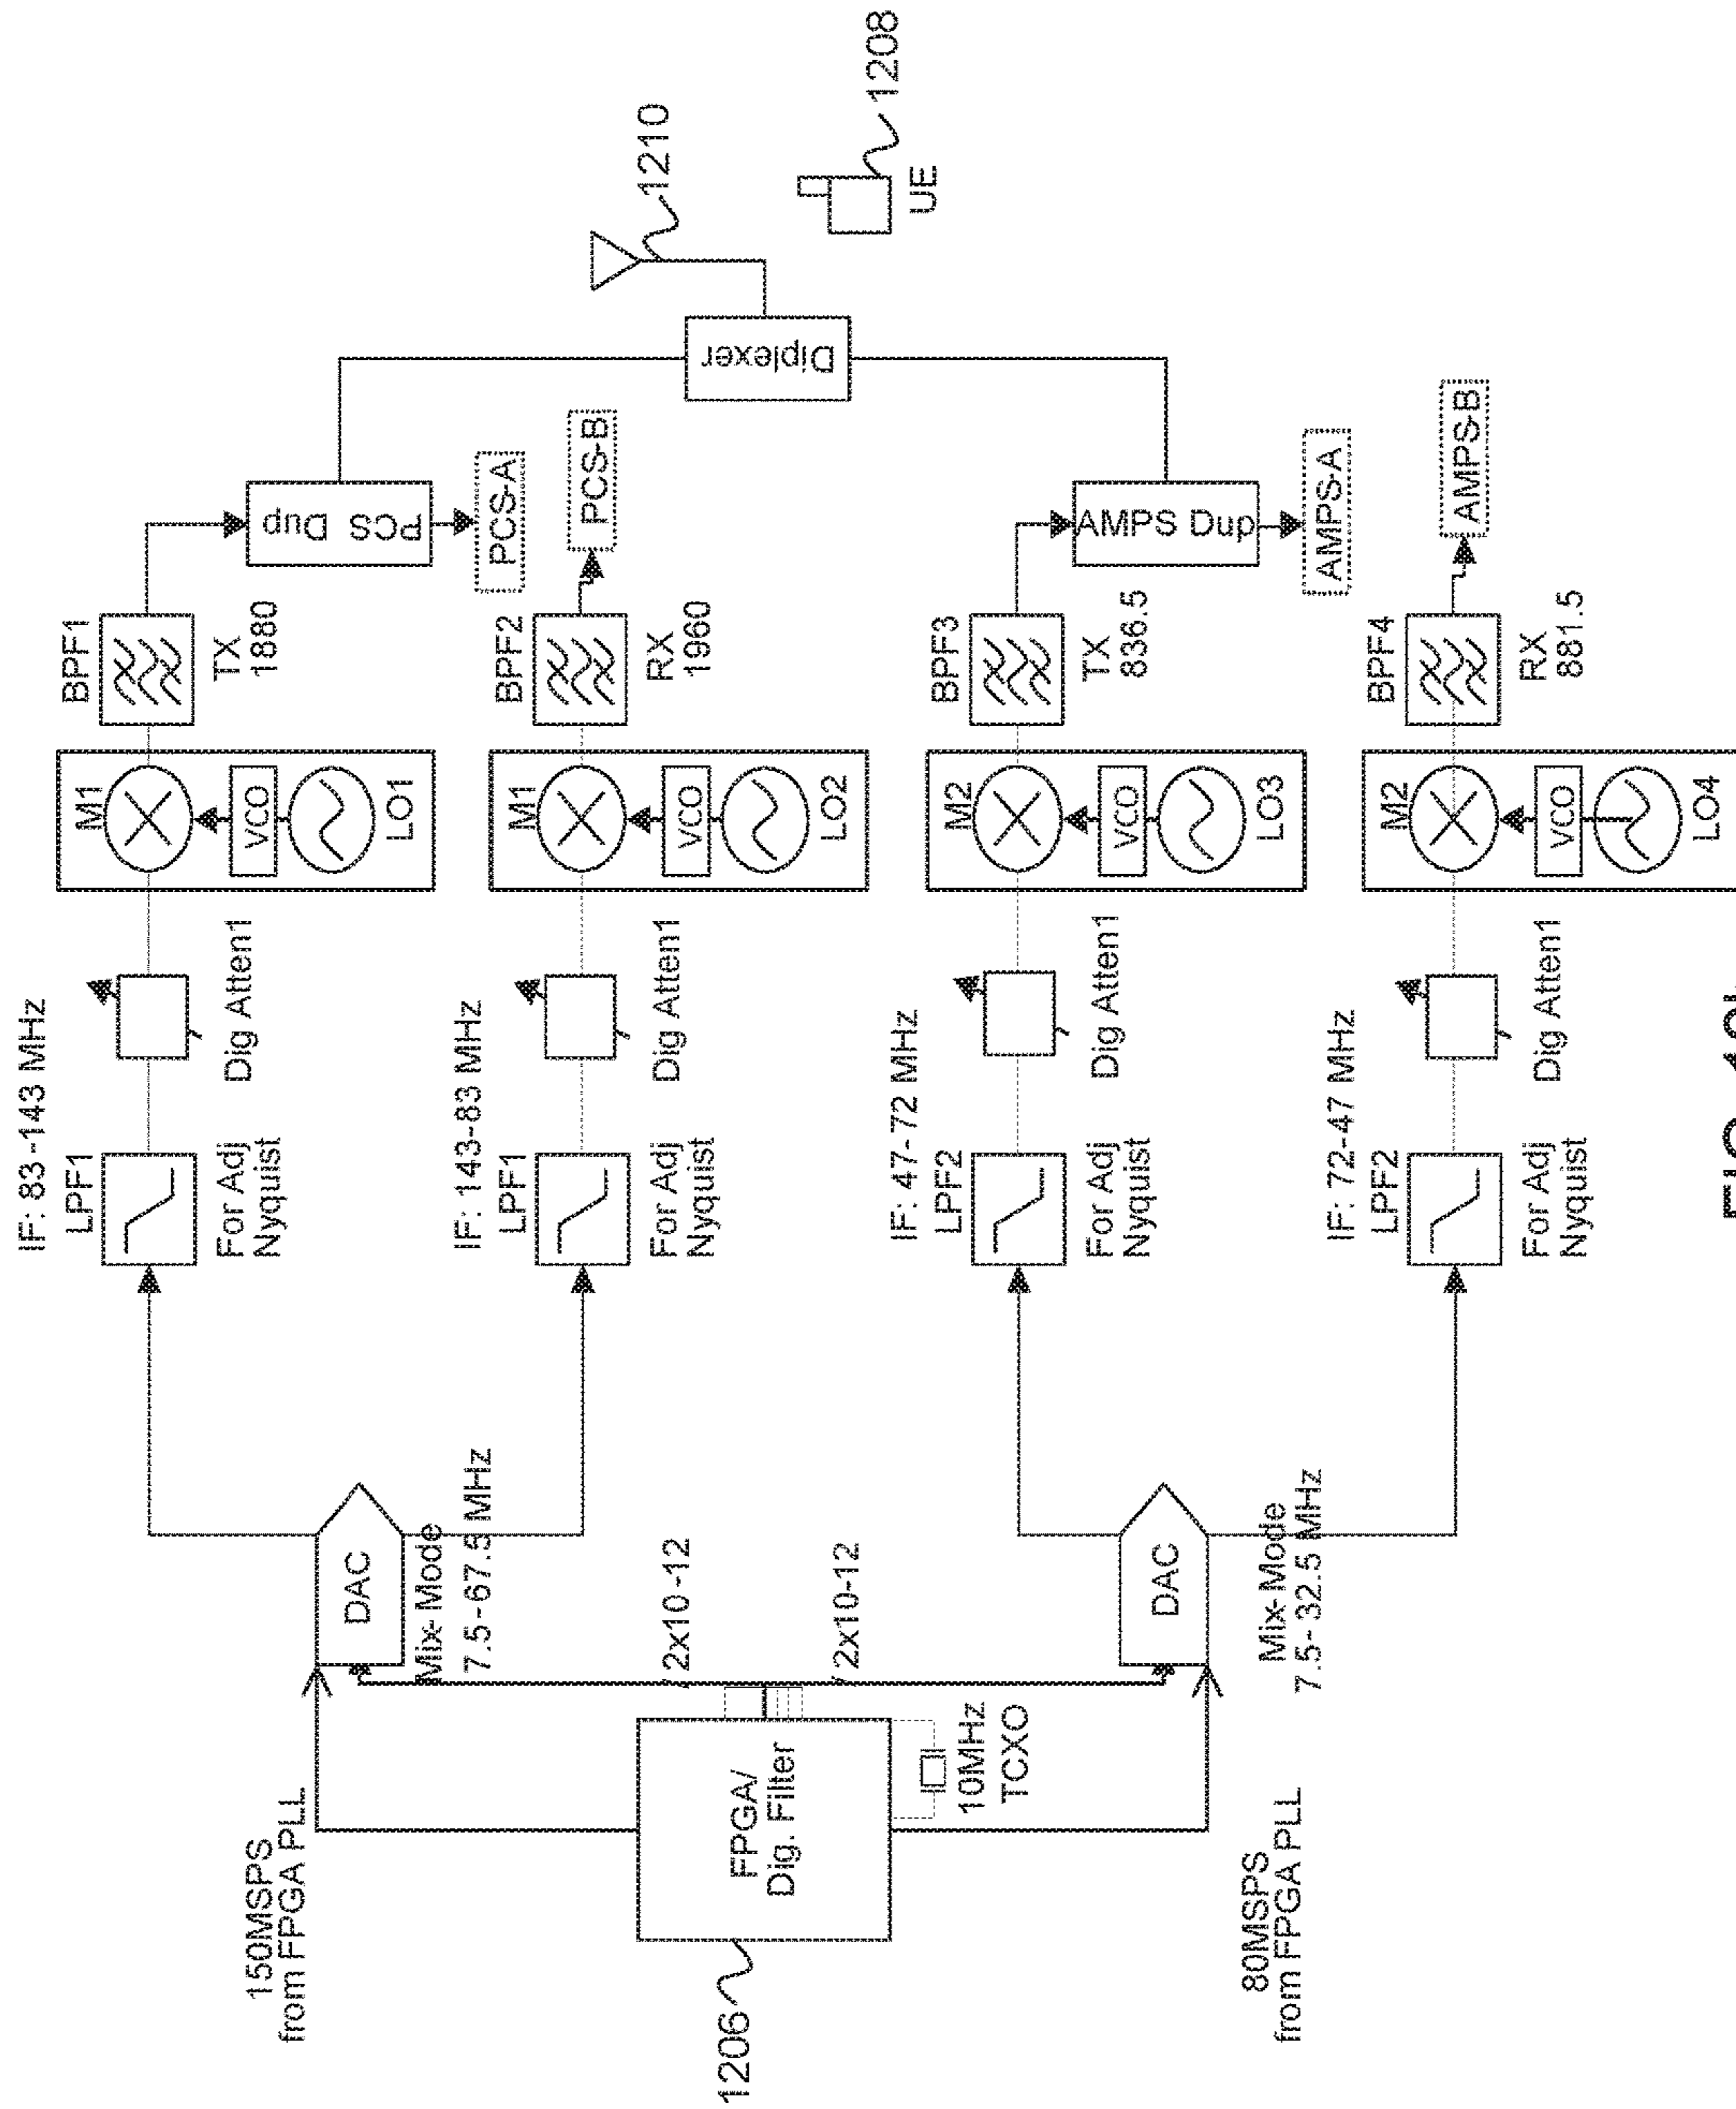 150MSPS
from FPGA PLL
1206
FPGA/
Dig. Filter
10MHz
TCXO
80MSPS
from FPGA PLL
DAC
Mix-Mode
7.5-67.5 MHz
2x10-12
2x10-12
DAC
Mix-Mode
7.5-32.5 MHz
IF: 83-143 MHz
LPF1
For Adj
Nyquist
Dig Atten1
M1
VCO
LO1
BPF1
TX
1880
PCS Dup
PCS-A
IF: 143-83 MHz
LPF1
For Adj
Nyquist
Dig Atten1
M1
VCO
LO2
BPF2
RX
1960
PCS-B
Diplexer
1210
UE
1208
IF: 47-72 MHz
LPF2
For Adj
Nyquist
Dig Atten1
M2
VCO
LO3
BPF3
TX
836.5
AMPS Dup
AMPS-A
IF: 72-47 MHz
LPF2
For Adj
Nyquist
Dig Atten1
M2
VCO
LO4
BPF4
RX
881.5
AMPS-B